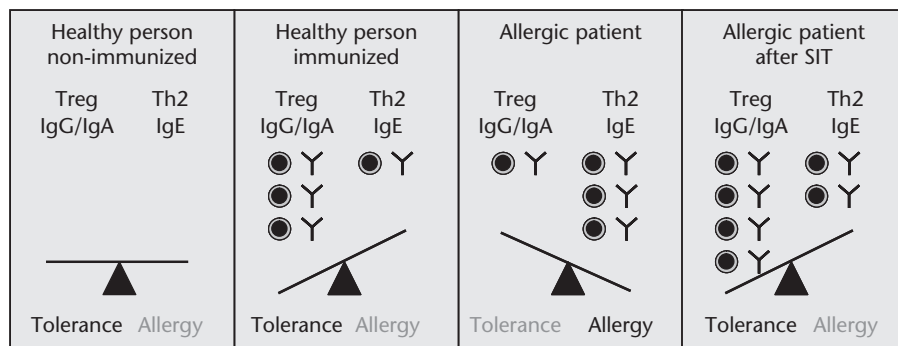 Healthy person
non-immunized
Treg Th2
IgG/IgA IgE
Tolerance Allergy
Healthy person
immunized
Treg Th2
IgG/IgA IgE
Tolerance Allergy
Allergic patient
Treg Th2
IgG/IgA IgE
Tolerance Allergy
Allergic patient
after SIT
Treg Th2
IgG/IgA IgE
Tolerance Allergy